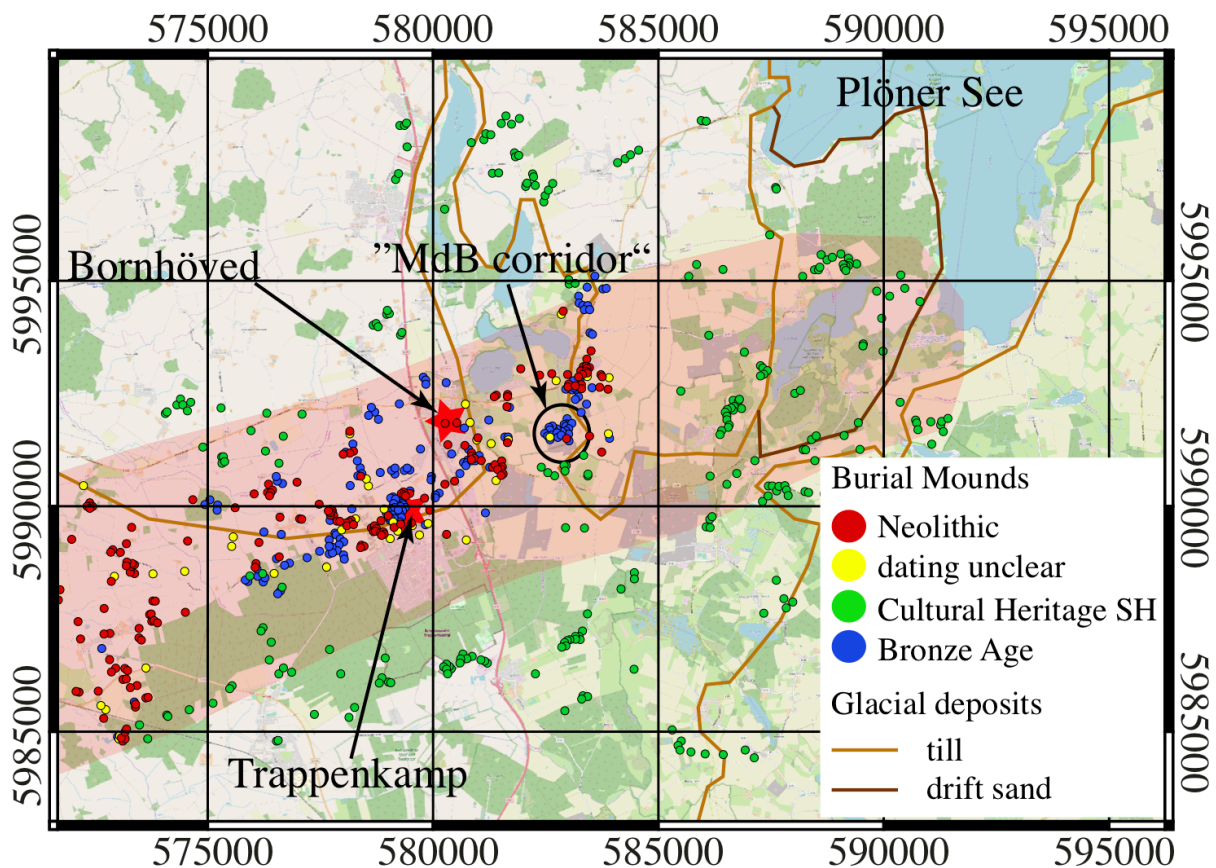 575000 580000 585000 590000 595000
Plöner See
Bornhöved
”MdB corridor“
5995000
5995000
5990000
5990000
5985000
5985000
Burial Mounds
Neolithic
dating unclear
Cultural Heritage SH
Bronze Age
Glacial deposits
till
drift sand
Trappenkamp
575000 580000 585000 590000 595000